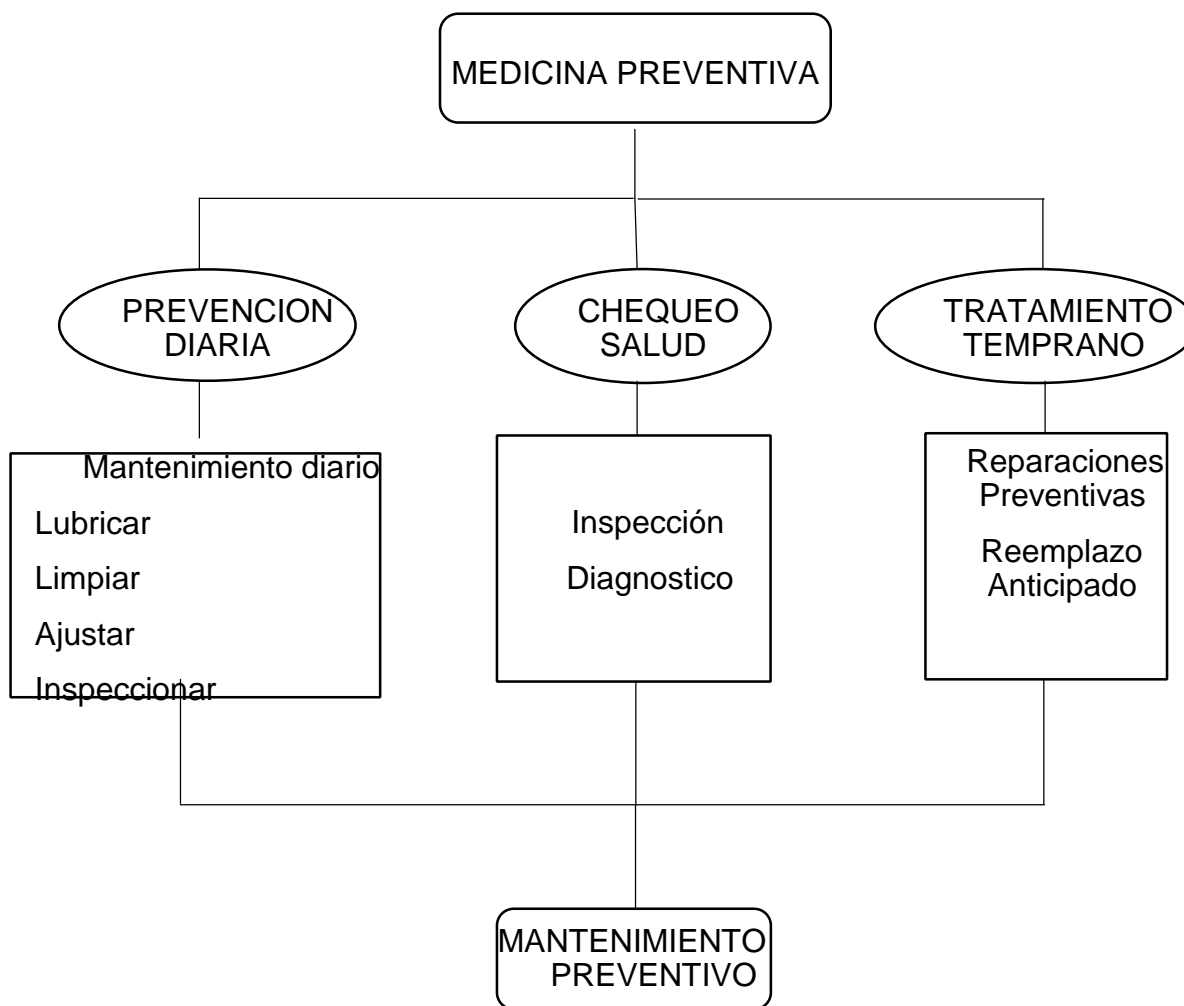 MEDICINA PREVENTIVA
PREVENCION
DIARIA
CHEQUEO
SALUD
TRATAMIENTO
TEMPRANO
Mantenimiento diario
Lubricar
Limpiar
Ajustar
Inspeccionar
Inspección
Diagnostico
Reparaciones
Preventivas
Reemplazo
Anticipado
MANTENIMIENTO
PREVENTIVO